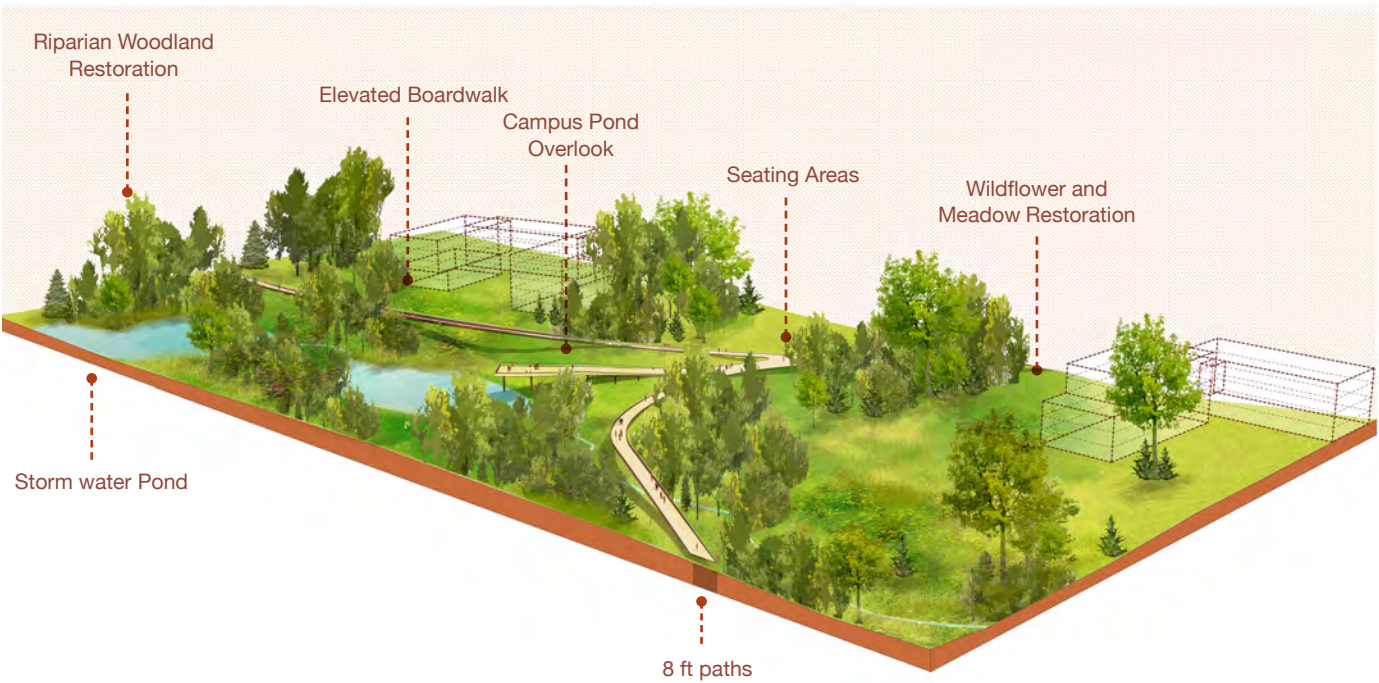 Riparian Woodland
Restoration
Elevated Boardwalk
Campus Pond
Overlook
Seating Areas
Wildflower and
Meadow Restoration
Storm water Pond
8 ft paths